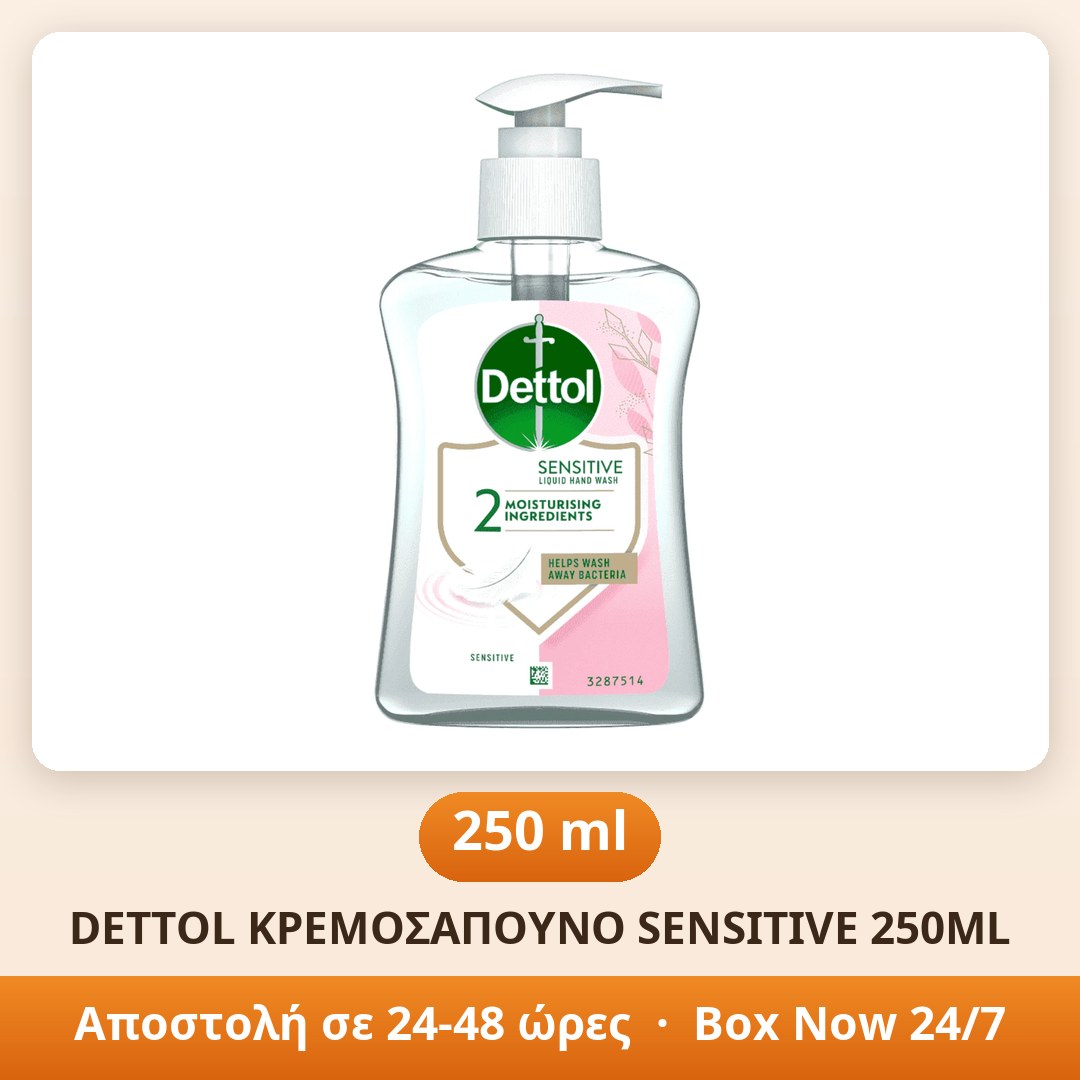 Dettol
SENSITIVE
LIQUID HAND WASH
2 MOISTURISING
INGREDIENTS
HELPS WASH
AWAY BACTERIA
SENSITIVE
3287514
250 ml
DETTOL ΚΡΕΜΟΣΑΠΟΥΝΟ SENSITIVE 250ML
Αποστολή σε 24-48 ώρες · Box Now 24/7